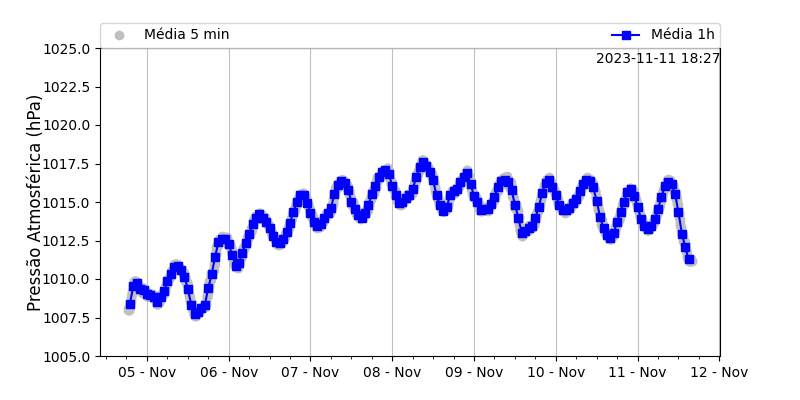 Média 5 min
Média 1h
2023-11-11 18:27
Pressão Atmosférica (hPa)
1025.0
1022.5
1020.0
1017.5
1015.0
1012.5
1010.0
1007.5
1005.0
05 - Nov
06 - Nov
07 - Nov
08 - Nov
09 - Nov
10 - Nov
11 - Nov
12 - Nov